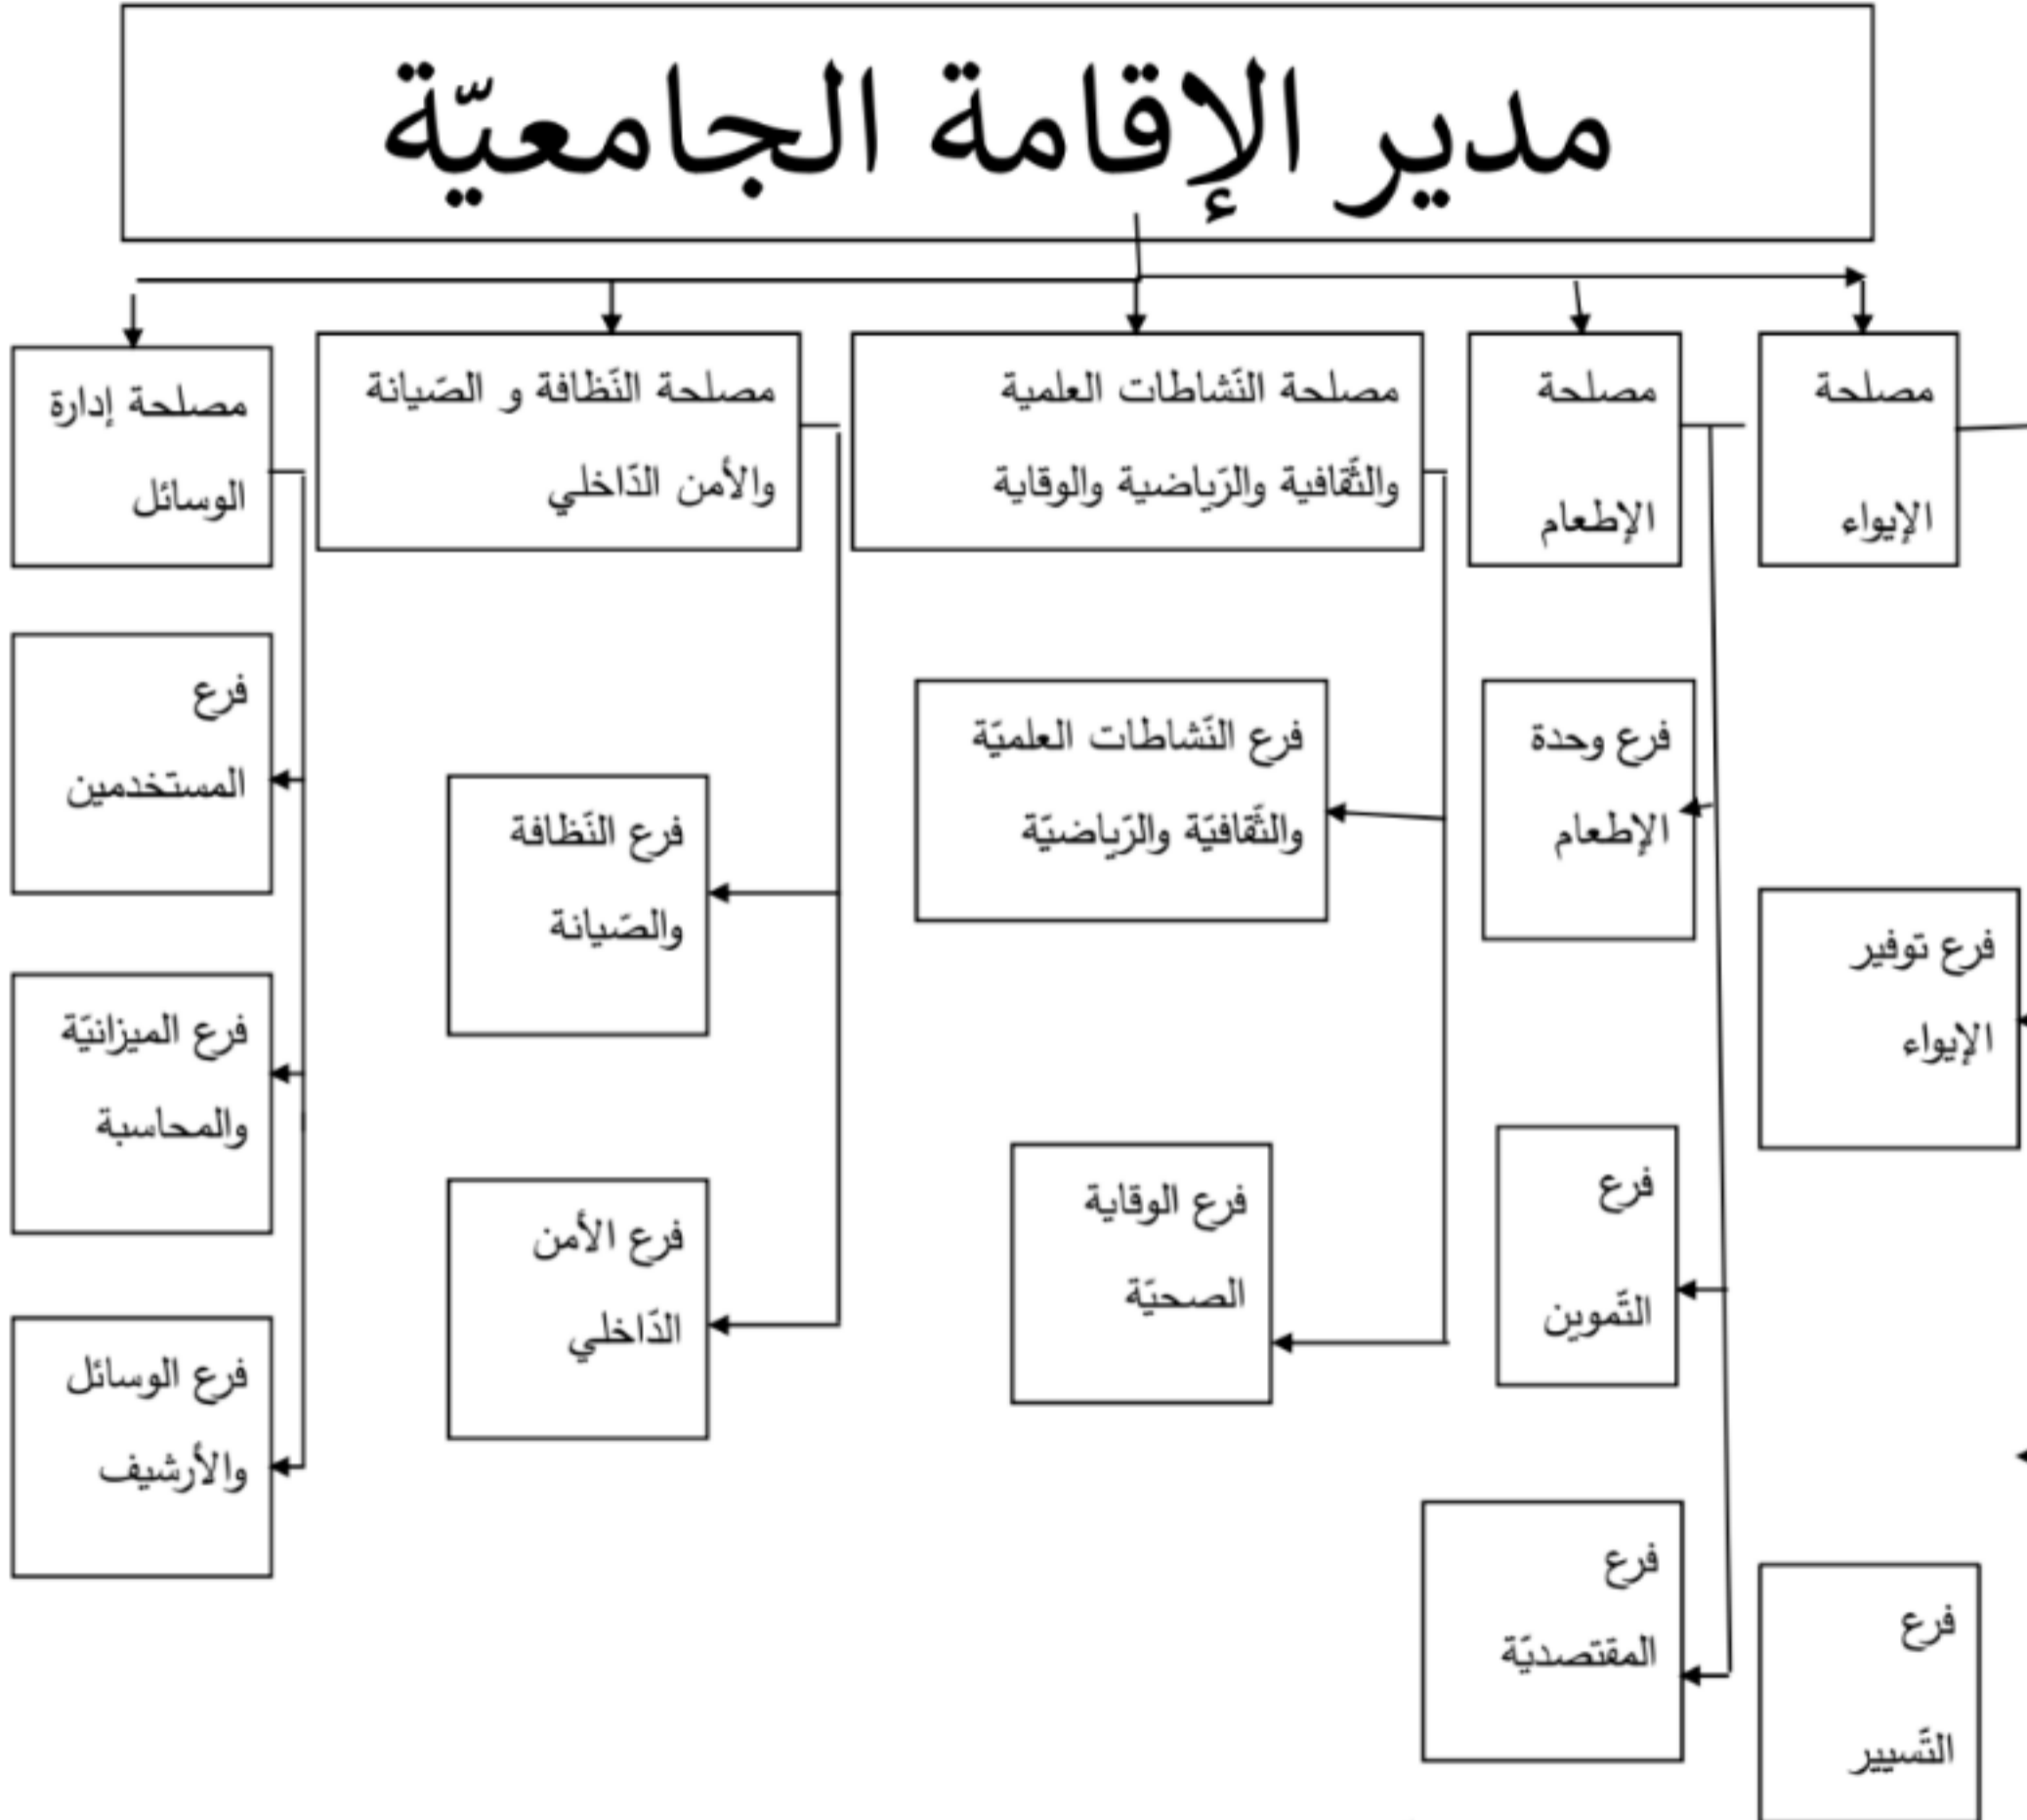 مدير الإقامة الجامعيّة
مصلحة
الإيواء
مصلحة
الإطعام
مصلحة النّشاطات العلمية
والثّقافية والرّياضية والوقاية
مصلحة النّظافة و الصّيانة
والأمن الدّاخلي
مصلحة إدارة
الوسائل
فرع توفير
الإيواء
فرع
التّسيير
فرع وحدة
الإطعام
فرع
التّموين
فرع
المقتصديّة
فرع النّشاطات العلميّة
والثّقافيّة والرّياضيّة
فرع الوقاية
الصحيّة
فرع النّظافة
والصّيانة
فرع الأمن
الدّاخلي
فرع
المستخدمين
فرع الميزانيّة
والمحاسبة
فرع الوسائل
والأرشيف